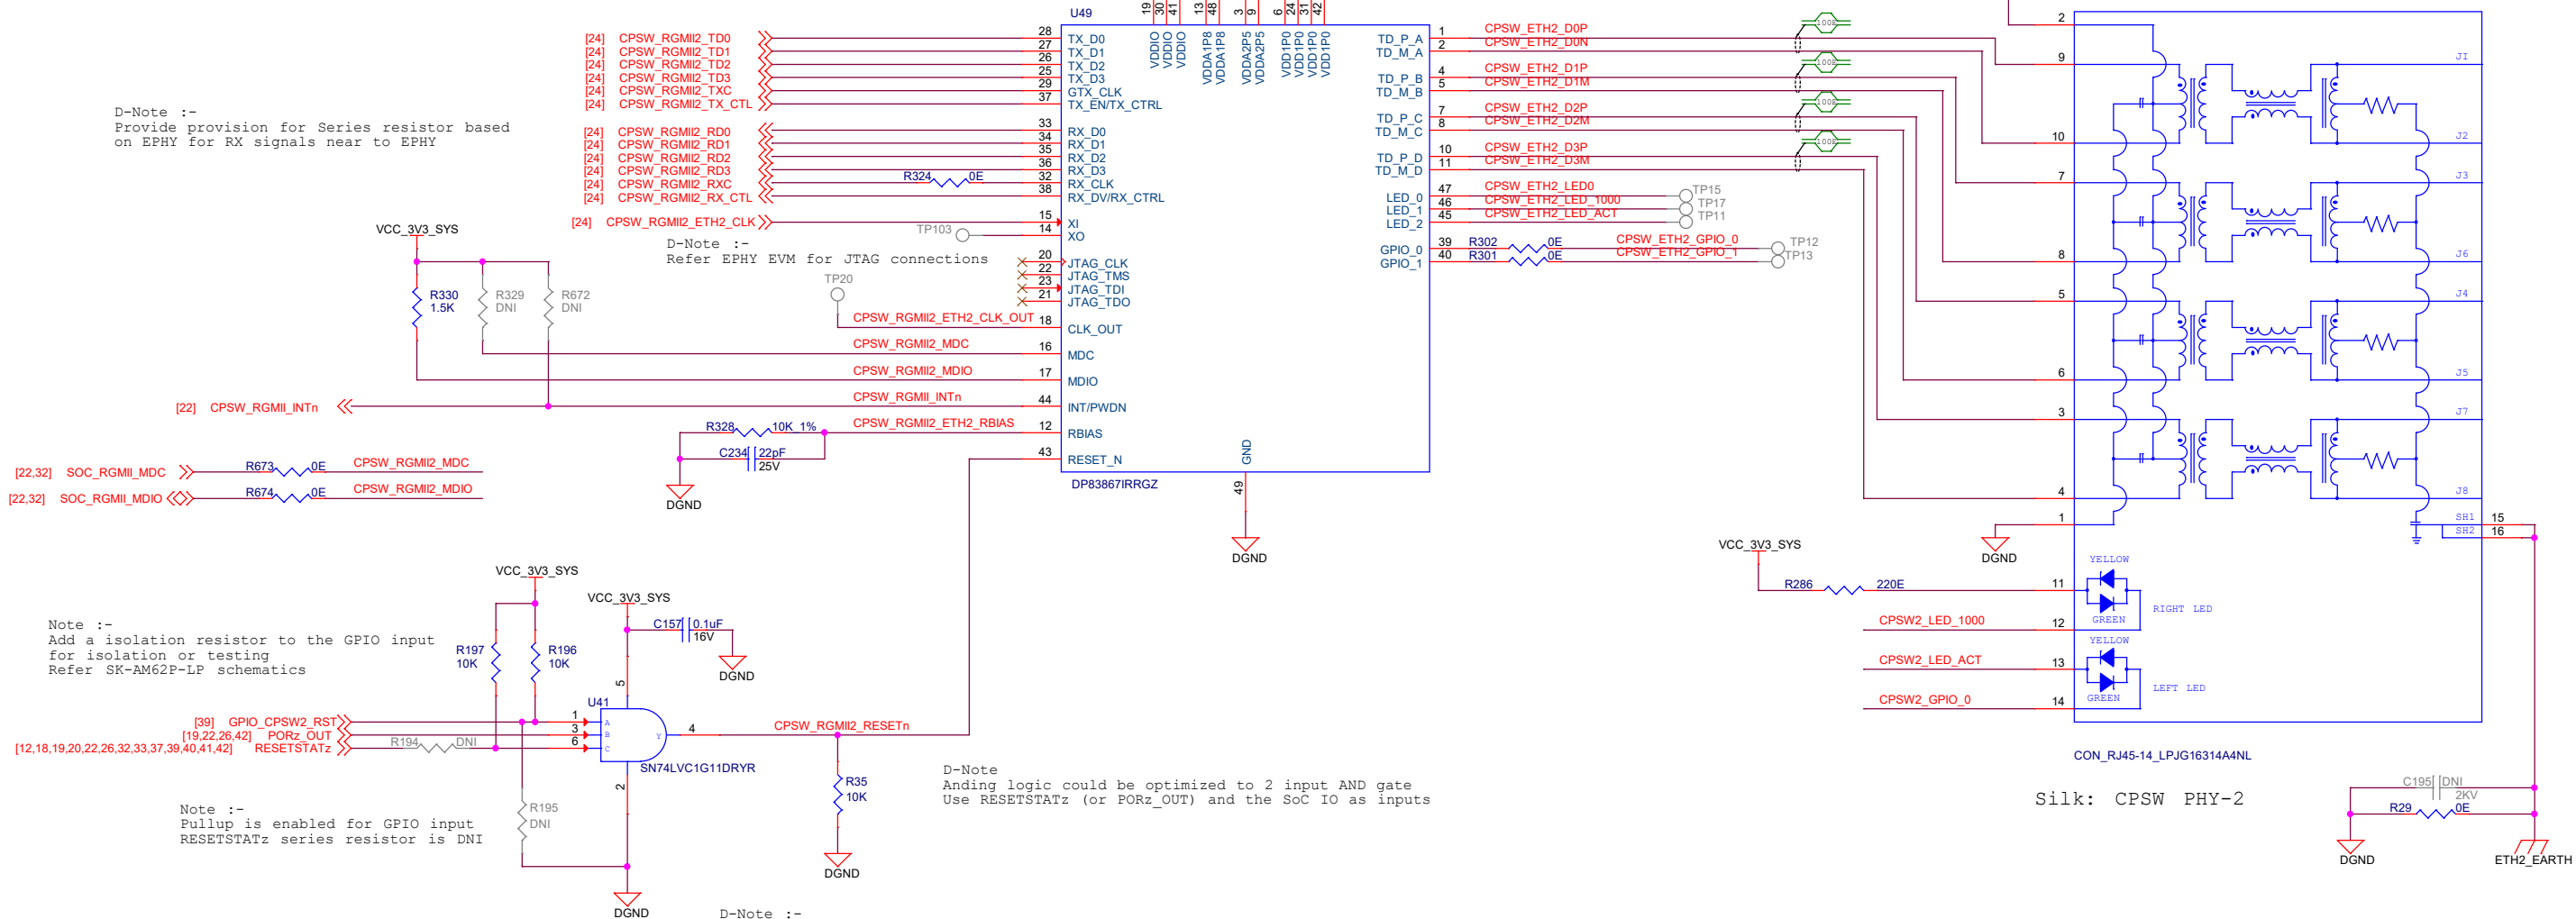 U49
19 30 41 13 48 3 9 6 24 31 42
VDDIO VDDIO VDDIO VDDA1P8 VDDA1P8 VDDA2P5 VDDA2P5 VDD1P0 VDD1P0 VDD1P0 VDD1P0
[24] CPSW_RGMII2_TD0 28 TX_D0
[24] CPSW_RGMII2_TD1 27 TX_D1
[24] CPSW_RGMII2_TD2 26 TX_D2
[24] CPSW_RGMII2_TD3 25 TX_D3
[24] CPSW_RGMII2_TXC 29 GTX_CLK
[24] CPSW_RGMII2_TX_CTL 37 TX_EN/TX_CTRL
D-Note :-
Provide provision for Series resistor based
on EPHY for RX signals near to EPHY
[24] CPSW_RGMII2_RD0 33 RX_D0
[24] CPSW_RGMII2_RD1 34 RX_D1
[24] CPSW_RGMII2_RD2 35 RX_D2
[24] CPSW_RGMII2_RD3 36 RX_D3
[24] CPSW_RGMII2_RXC R324 0E 32 RX_CLK
[24] CPSW_RGMII2_RX_CTL 38 RX_DV/RX_CTRL
[24] CPSW_RGMII2_ETH2_CLK 15 XI
TP103 14 XO
D-Note :-
Refer EPHY EVM for JTAG connections
20 JTAG_CLK
22 JTAG_TMS
23 JTAG_TDI
21 JTAG_TDO
TP20
CPSW_RGMII2_ETH2_CLK_OUT 18 CLK_OUT
CPSW_RGMII2_MDC 16 MDC
CPSW_RGMII2_MDIO 17 MDIO
CPSW_RGMII_INTn 44 INT/PWDN
CPSW_RGMII2_ETH2_RBIAS 12 RBIAS
43 RESET_N
VCC_3V3_SYS
R330 1.5K
R329 DNI
R672 DNI
[22] CPSW_RGMII_INTn
R328 10K 1%
C234 22pF
25V
DGND
[22,32] SOC_RGMII_MDC R673 0E CPSW_RGMII2_MDC
[22,32] SOC_RGMII_MDIO R674 0E CPSW_RGMII2_MDIO
GND
49
DP83867IRRGZ
DGND
TD_P_A 1 CPSW_ETH2_D0P
TD_M_A 2 CPSW_ETH2_D0N
TD_P_B 4 CPSW_ETH2_D1P
TD_M_B 5 CPSW_ETH2_D1M
TD_P_C 7 CPSW_ETH2_D2P
TD_M_C 8 CPSW_ETH2_D2M
TD_P_D 10 CPSW_ETH2_D3P
TD_M_D 11 CPSW_ETH2_D3M
100E
100E
100E
100E
LED_0 47 CPSW_ETH2_LED0 TP15
LED_1 46 CPSW_ETH2_LED_1000 TP17
LED_2 45 CPSW_ETH2_LED_ACT TP11
GPIO_0 39 R302 0E CPSW_ETH2_GPIO_0 TP12
GPIO_1 40 R301 0E CPSW_ETH2_GPIO_1 TP13
2
9 J1
10 J2
7 J3
8 J6
5 J4
6 J5
3 J7
4 J8
1 SH1 15
SH2 16
DGND
VCC_3V3_SYS
R286 220E 11
CPSW2_LED_1000 12
CPSW2_LED_ACT 13
CPSW2_GPIO_0 14
YELLOW
GREEN
RIGHT LED
YELLOW
GREEN
LEFT LED
CON_RJ45-14_LPJG16314A4NL
Silk: CPSW PHY-2
C195 DNI
2KV
R29 0E
DGND
ETH2_EARTH
VCC_3V3_SYS
VCC_3V3_SYS
Note :-
Add a isolation resistor to the GPIO input
for isolation or testing
Refer SK-AM62P-LP schematics
R197 10K
R196 10K
C157 0.1uF
16V
DGND
5
U41
[39] GPIO_CPSW2_RST 1 A
[19,22,26,42] PORz_OUT 3 B
[12,18,19,20,22,26,32,33,37,39,40,41,42] RESETSTATz R194 DNI 6 C
Y 4 CPSW_RGMII2_RESETn
SN74LVC1G11DRYR
2
Note :-
Pullup is enabled for GPIO input
RESETSTATz series resistor is DNI
R195
DNI
R35
10K
DGND
DGND
D-Note
Anding logic could be optimized to 2 input AND gate
Use RESETSTATz (or PORz_OUT) and the SoC IO as inputs
D-Note :-